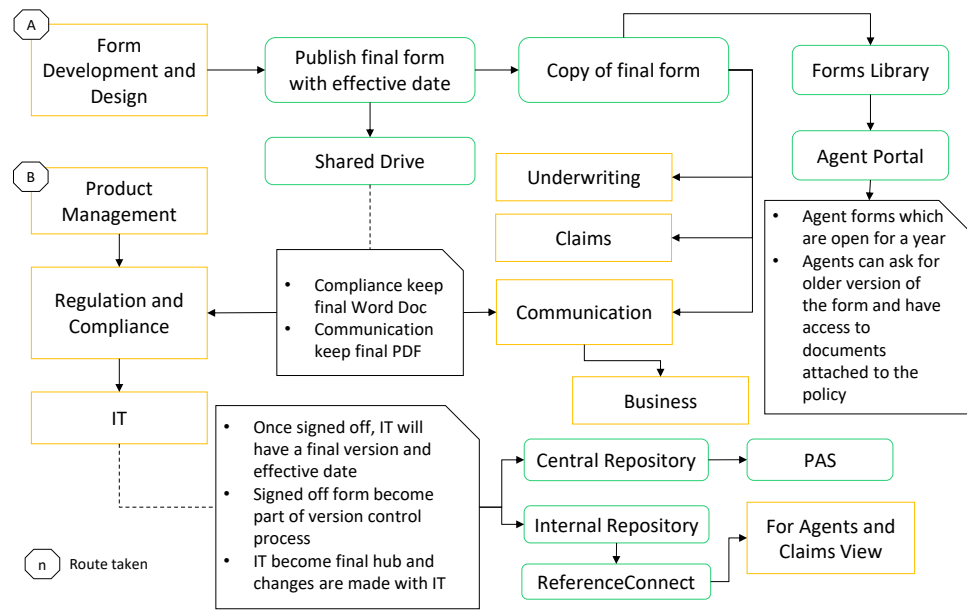 A
Form
Development and
Design
Publish final form
with effective date
Copy of final form
Forms Library
Shared Drive
Agent Portal
B
Product
Management
Underwriting
Claims
• Agent forms which
are open for a year
• Agents can ask for
older version of
the form and have
access to
documents
attached to the
policy
Regulation and
Compliance
• Compliance keep
final Word Doc
• Communication
keep final PDF
Communication
Business
IT
• Once signed off, IT will
have a final version and
effective date
• Signed off form become
part of version control
process
• IT become final hub and
changes are made with IT
Central Repository
PAS
Internal Repository
ReferenceConnect
For Agents and
Claims View
n
Route taken